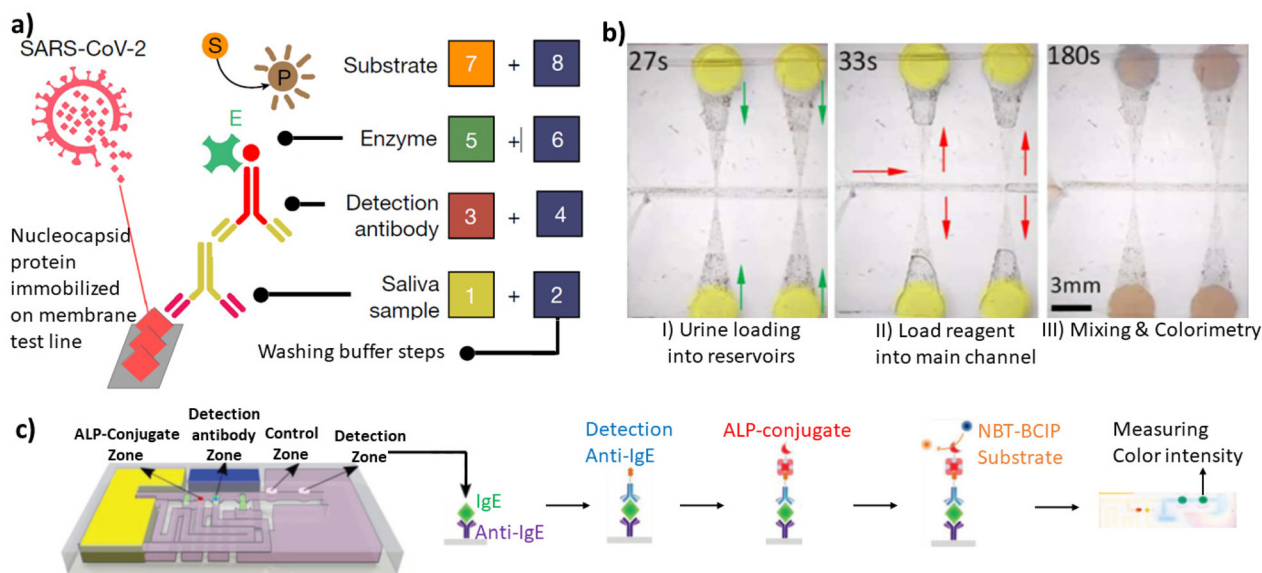 a)
SARS-CoV-2
S
P
E
Nucleocapsid
protein
immobilized
on membrane
test line
Substrate 7 + 8
Enzyme 5 + 6
Detection
antibody 3 + 4
Saliva
sample 1 + 2
Washing buffer steps
b)
27s
33s
180s
3mm
I) Urine loading
into reservoirs
II) Load reagent
into main channel
III) Mixing & Colorimetry
c)
ALP-Conjugate
Zone
Detection
antibody
Zone
Control
Zone
Detection
Zone
IgE
Anti-IgE
Detection
Anti-IgE
ALP-conjugate
NBT-BCIP
Substrate
Measuring
Color intensity